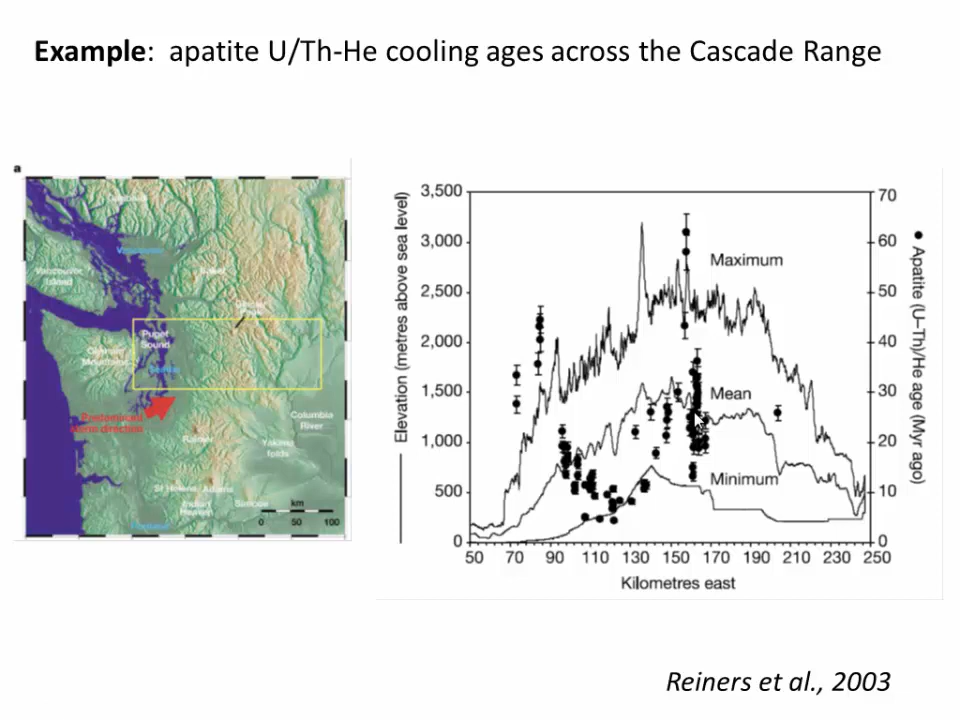 Example:  apatite U/Th-He cooling ages across the Cascade Range
a
Vancouver
Island
Puget
Sound
Seattle
Columbia
River
Rainier
Yakima
folds
St Helens
Adams
Indian
Heaven
Simcoe
km
0 50 100
Elevation (metres above sea level)
3,500
3,000
2,500
2,000
1,500
1,000
500
0
Maximum
Mean
Minimum
70
60
50
40
30
20
10
0
Apatite (U–Th)/He age (Myr ago)
50 70 90 110 130 150 170 190 210 230 250
Kilometres east
Reiners et al., 2003